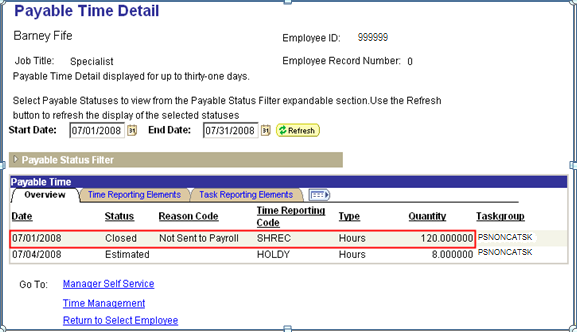 Payable Time Detail
Barney Fife
Employee ID: 999999
Job Title: Specialist
Employee Record Number: 0
Payable Time Detail displayed for up to thirty-one days.
Select Payable Statuses to view from the Payable Status Filter expandable section.Use the Refresh
button to refresh the display of the selected statuses
Start Date: 07/01/2008 31 End Date: 07/31/2008 31 Refresh
Payable Status Filter
Payable Time
Overview Time Reporting Elements Task Reporting Elements
Date Status Reason Code Time Reporting Code Type Quantity Taskgroup
07/01/2008 Closed Not Sent to Payroll SHREC Hours 120.000000 PSNONCATSK
07/04/2008 Estimated HOLDY Hours 8.000000 PSNONCATSK
Go To: Manager Self Service
Time Management
Return to Select Employee